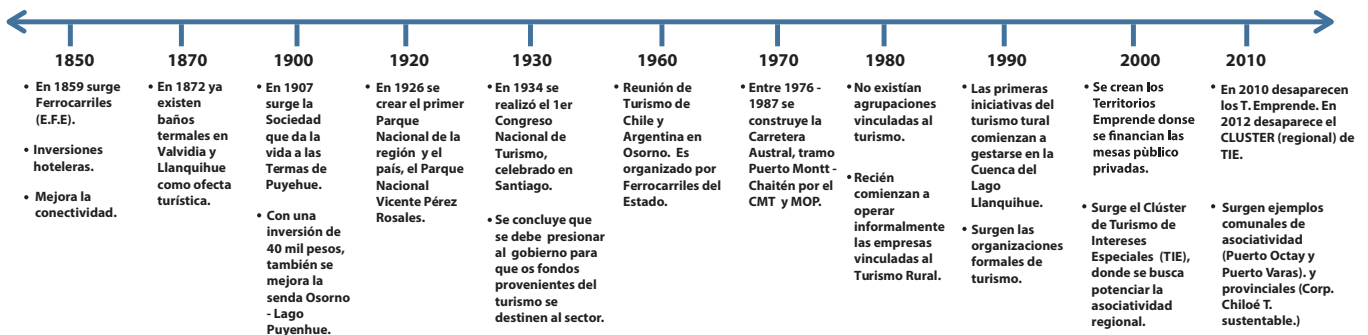 1850
1870
1900
1920
1930
1960
1970
1980
1990
2000
2010
• En 1859 surge
Ferrocarriles
(E.F.E).
• Inversiones
hoteleras.
• Mejora la
conectividad.
• En 1872 ya
existen
baños
termales en
Valvidia y
Llanquihue
como oferta
turística.
• En 1907
surge la
Sociedad
que da la
vida a las
Termas de
Puyehue.
• Con una
inversión de
40 mil pesos,
también se
mejora la
senda Osorno
- Lago
Puyenhue.
• En 1926 se
crear el primer
Parque
Nacional de la
región y el
país, el Parque
Nacional
Vicente Pérez
Rosales.
• En 1934 se
realizó el 1er
Congreso
Nacional de
Turismo,
celebrado en
Santiago.
• Se concluye que
se debe presionar
al gobierno para
que os fondos
provenientes del
turismo se
destinen al sector.
• Reunión de
Turismo de
Chile y
Argentina en
Osorno. Es
organizado por
Ferrocarriles del
Estado.
• Entre 1976 -
1987 se
construye la
Carretera
Austral, tramo
Puerto Montt -
Chaitén por el
CMT y MOP.
• No existían
agrupaciones
vinculadas al
turismo.
• Recién
comienzan a
operar
informalmente
las empresas
vinculadas al
Turismo Rural.
• Las primeras
iniciativas del
turismo tural
comienzan a
gestarse en la
Cuenca del
Lago
Llanquihue.
• Surgen las
organizaciones
formales de
turismo.
• Se crean los
Territorios
Emprende donse
se financian las
mesas pùblico
privadas.
• Surge el Clúster
de Turismo de
Intereses
Especiales (TIE),
donde se busca
potenciar la
asociatividad
regional.
• En 2010 desaparecen
los T. Emprende. En
2012 desaparece el
CLUSTER (regional) de
TIE.
• Surgen ejemplos
comunales de
asociatividad
(Puerto Octay y
Puerto Varas). y
provinciales (Corp.
Chiloé T.
sustentable.)